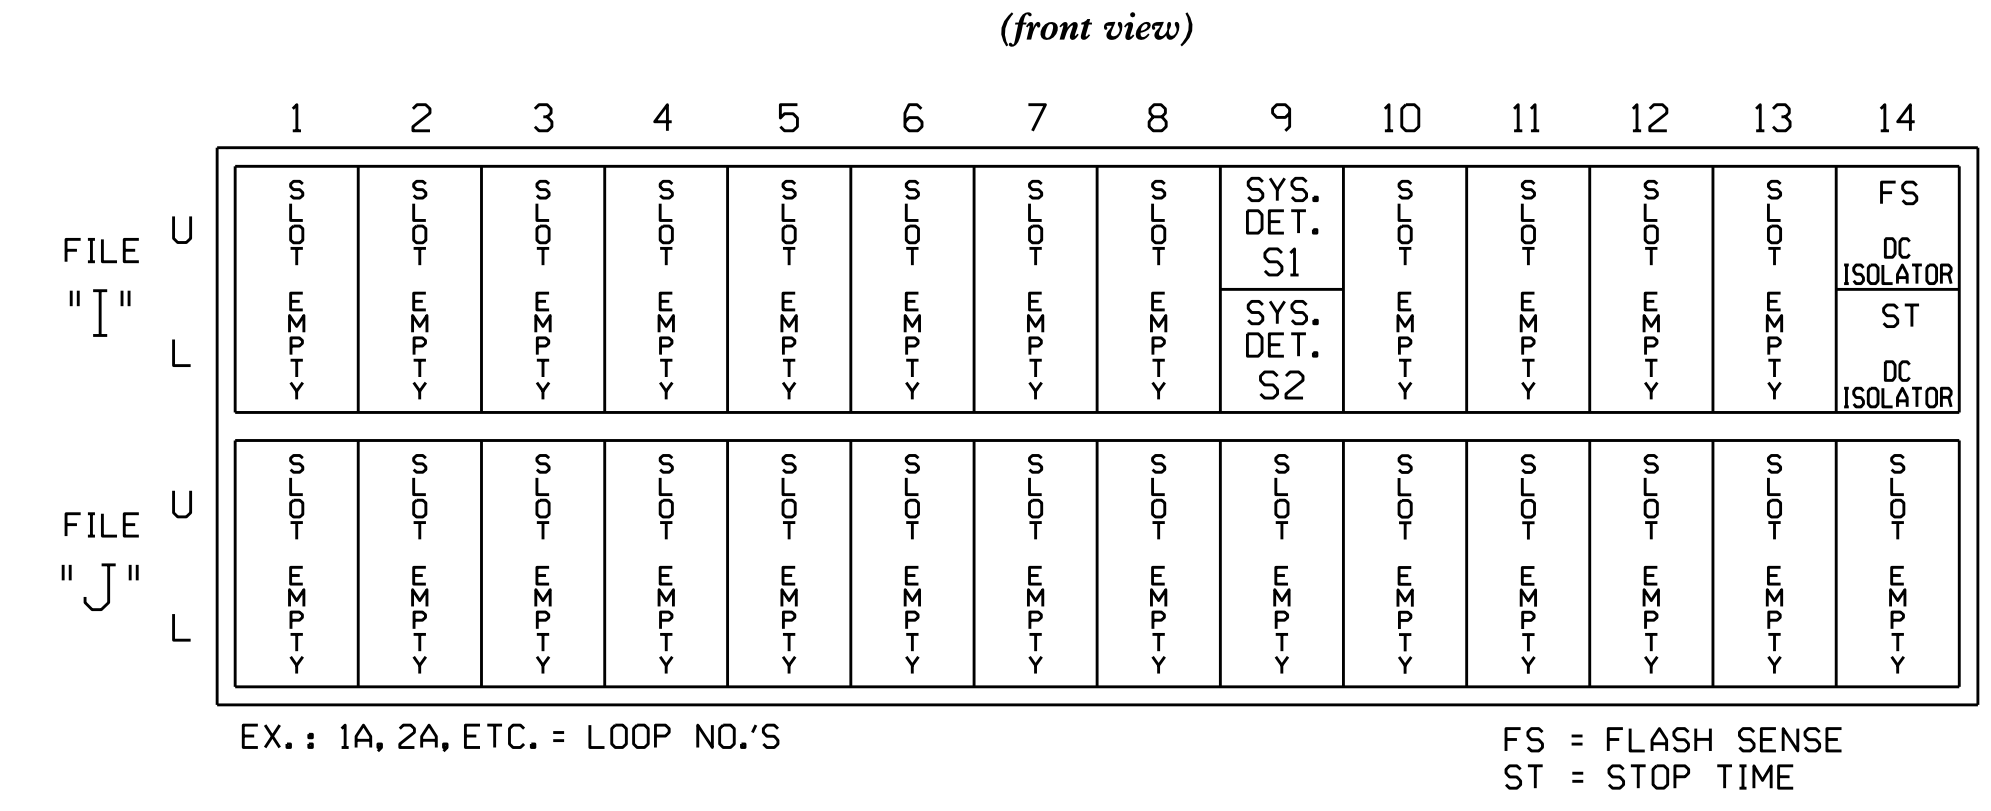 (front view)
1 2 3 4 5 6 7 8 9 10 11 12 13 14
FILE "I"
U
L
SLOT EMPTY
SLOT EMPTY
SLOT EMPTY
SLOT EMPTY
SLOT EMPTY
SLOT EMPTY
SLOT EMPTY
SLOT EMPTY
SYS.
DET.
S1
SYS.
DET.
S2
SLOT EMPTY
SLOT EMPTY
SLOT EMPTY
SLOT EMPTY
FS
DC
ISOLATOR
ST
DC
ISOLATOR
FILE "J"
U
L
SLOT EMPTY
SLOT EMPTY
SLOT EMPTY
SLOT EMPTY
SLOT EMPTY
SLOT EMPTY
SLOT EMPTY
SLOT EMPTY
SLOT EMPTY
SLOT EMPTY
SLOT EMPTY
SLOT EMPTY
SLOT EMPTY
SLOT EMPTY
EX.: 1A, 2A, ETC. = LOOP NO.'S
FS = FLASH SENSE
ST = STOP TIME